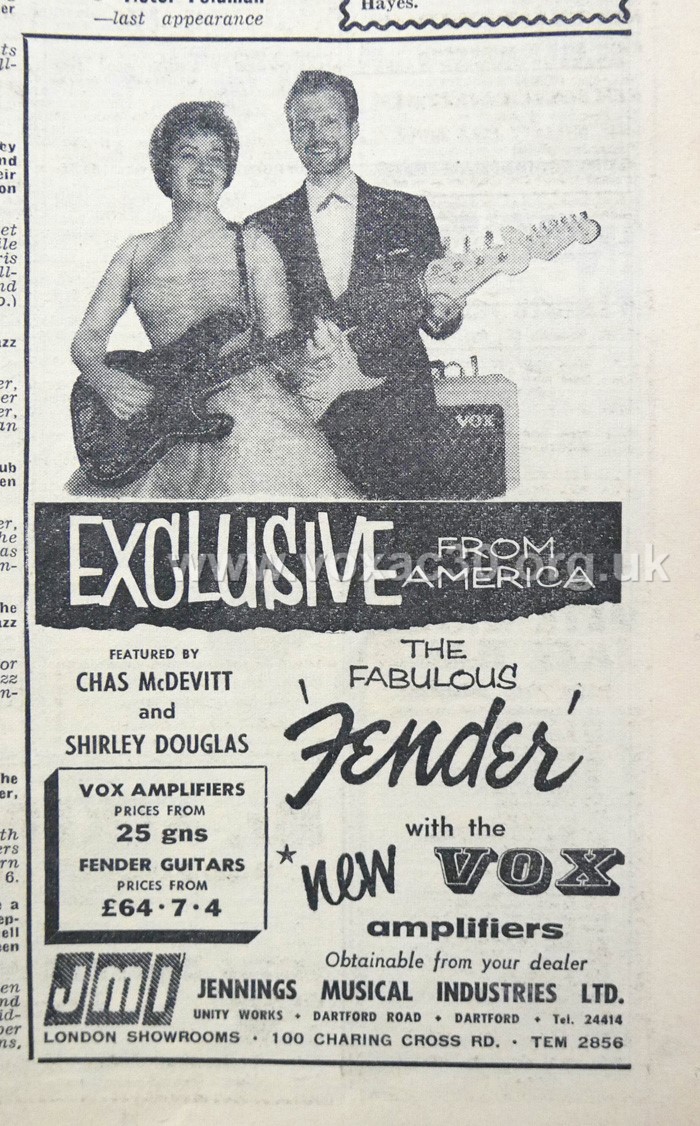 Victor Feldman
—last appearance
Hayes.
VOX
EXCLUSIVE FROM AMERICA
www.voxac30.org.uk
FEATURED BY
CHAS McDEVITT
and
SHIRLEY DOUGLAS
THE
FABULOUS
'Fender'
with the
*new VOX
amplifiers
VOX AMPLIFIERS
PRICES FROM
25 gns
FENDER GUITARS
PRICES FROM
£64·7·4
Obtainable from your dealer
JMI JENNINGS MUSICAL INDUSTRIES LTD.
UNITY WORKS • DARTFORD ROAD • DARTFORD • Tel. 24414
LONDON SHOWROOMS · 100 CHARING CROSS RD. · TEM 2856